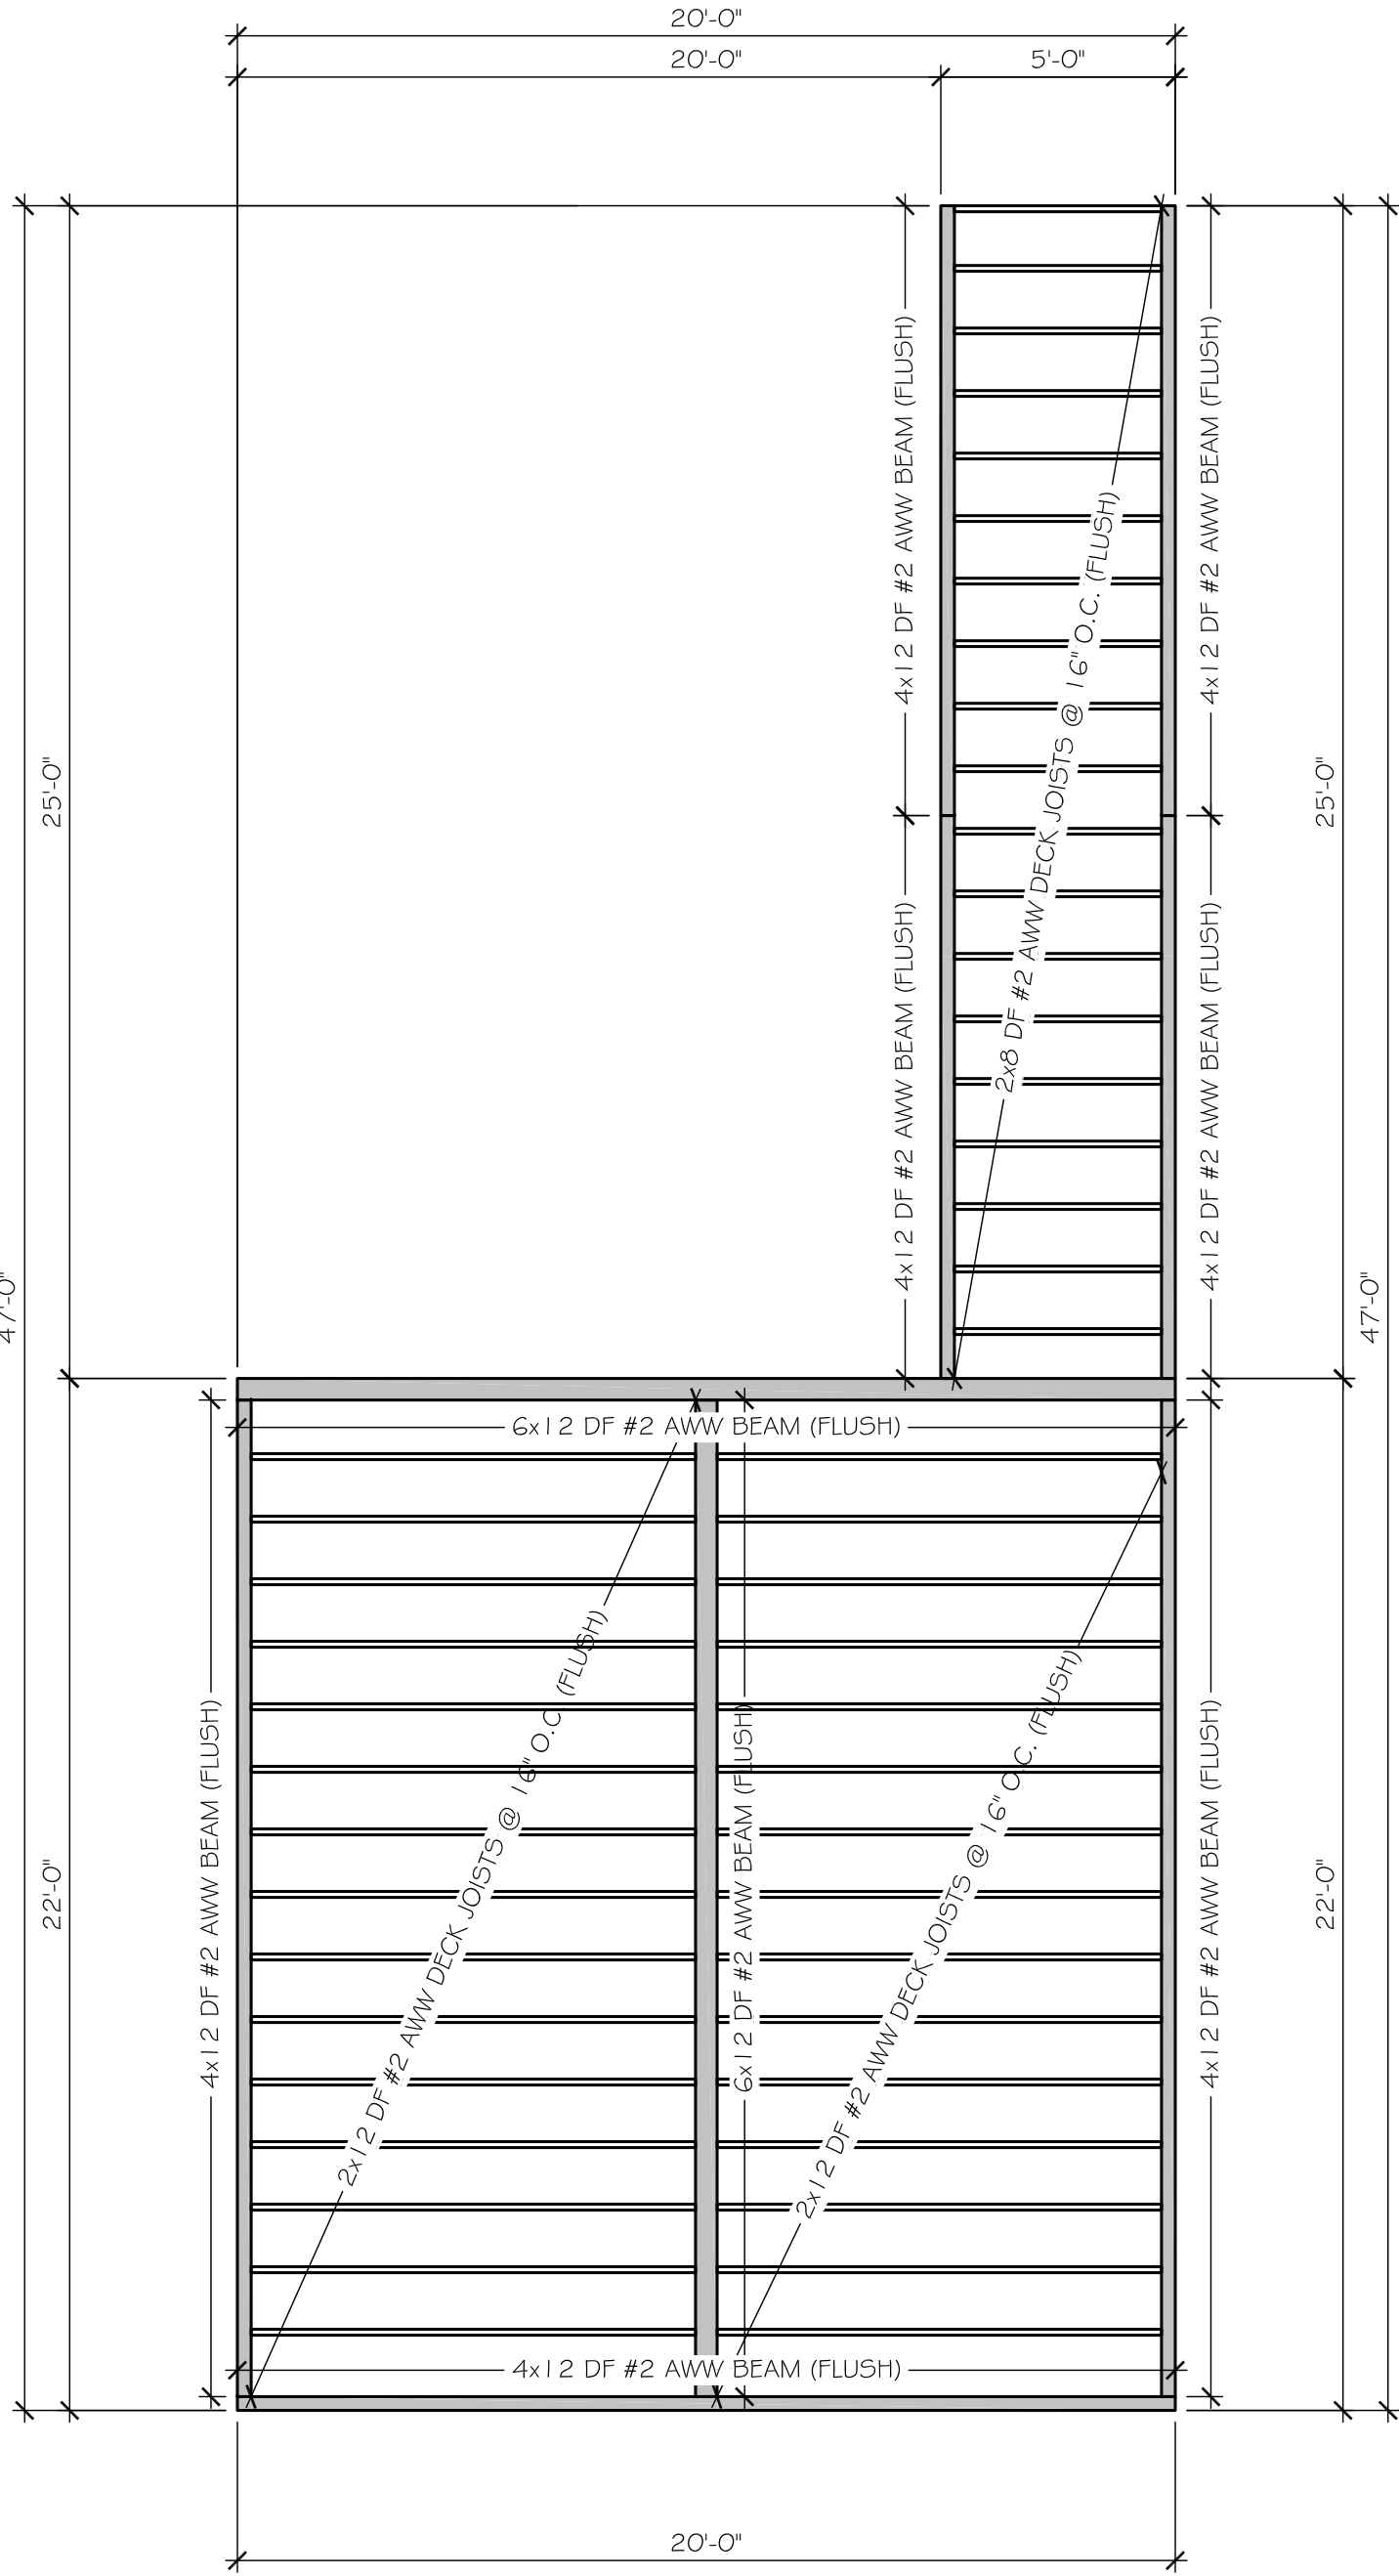 20'-0"
20'-0"
5'-0"
4x12 DF #2 AWW BEAM (FLUSH)
4x12 DF #2 AWW BEAM (FLUSH)
2x8 DF #2 AWW DECK JOISTS @ 16" O.C. (FLUSH)
25'-0"
25'-0"
4x12 DF #2 AWW BEAM (FLUSH)
4x12 DF #2 AWW BEAM (FLUSH)
47'-0"
47'-0"
6x12 DF #2 AWW BEAM (FLUSH)
4x12 DF #2 AWW BEAM (FLUSH)
2x12 DF #2 AWW DECK JOISTS @ 16" O.C. (FLUSH)
6x12 DF #2 AWW BEAM (FLUSH)
2x12 DF #2 AWW DECK JOISTS @ 16" O.C. (FLUSH)
4x12 DF #2 AWW BEAM (FLUSH)
22'-0"
22'-0"
4x12 DF #2 AWW BEAM (FLUSH)
20'-0"